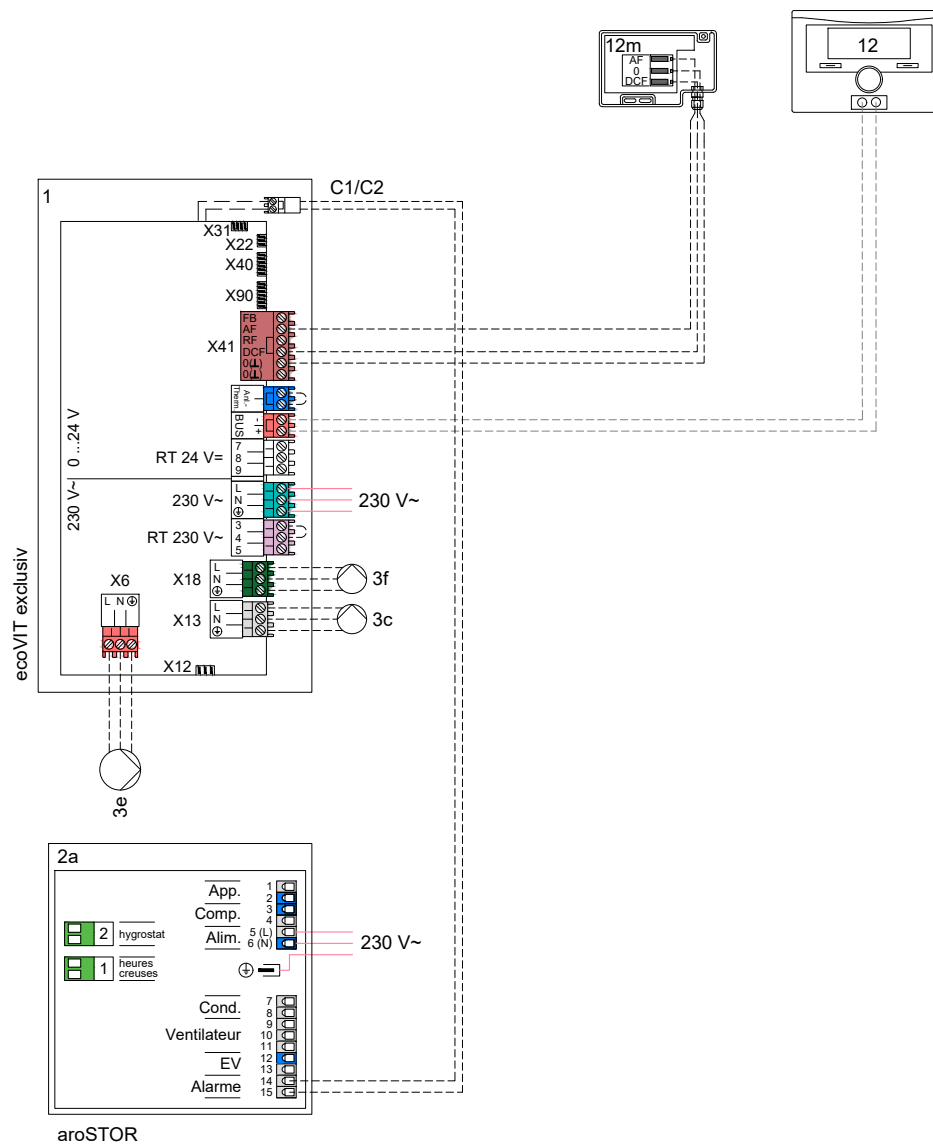 12m
AF
0
DCF
12
1
C1/C2
X31
X22
X40
X90
X41
FB
AF
RF
DCF
0(⊥)
0(⊥)
Anl.-
Therm.
BUS
-
+
0 ...24 V
RT 24 V=
7
8
9
230 V~
230 V~
L
N
230 V~
RT 230 V~
3
4
5
X18
L
N
3f
X13
L
N
3c
X6
L N
X12
ecoVIT exclusiv
3e
2a
App.
1
2
Comp.
3
4
Alim.
5 (L)
6 (N)
230 V~
2
hygrostat
1
heures
creuses
Cond.
7
8
Ventilateur
9
10
11
EV
12
13
Alarme
14
15
aroSTOR